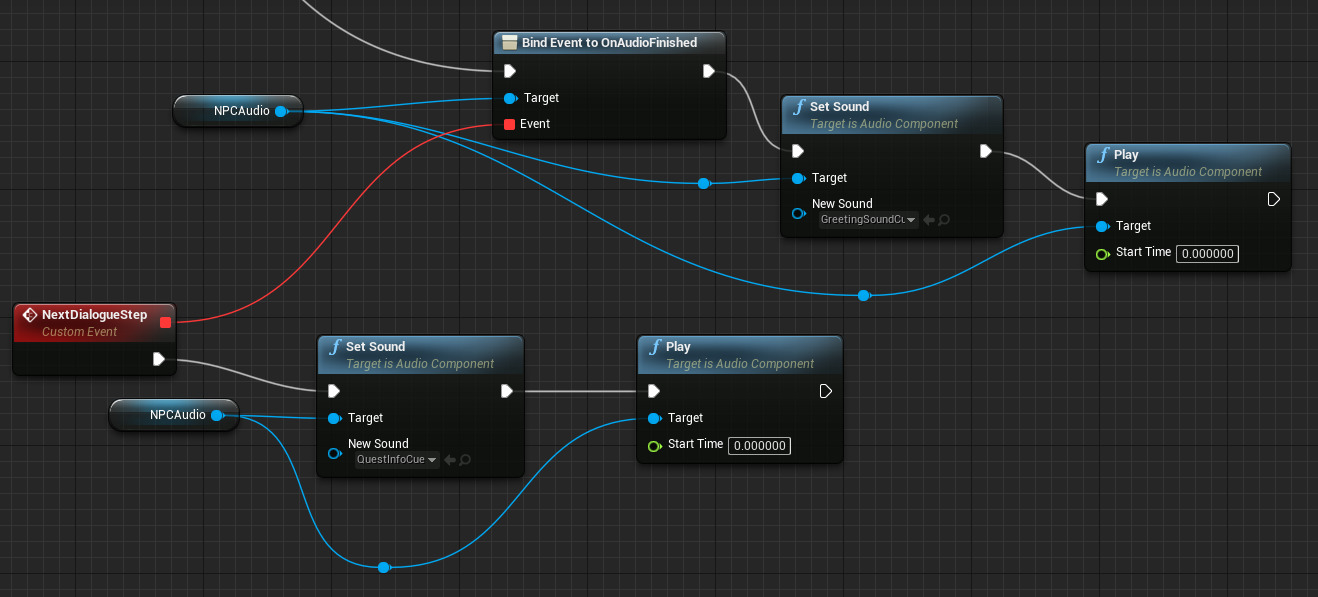 Bind Event to OnAudioFinished
NPCAudio
Target
Event
Set Sound
Target is Audio Component
Target
New Sound
GreetingSoundCu
Play
Target is Audio Component
Target
Start Time 0.000000
NextDialogueStep
Custom Event
NPCAudio
Set Sound
Target is Audio Component
Target
New Sound
QuestInfoCue
Play
Target is Audio Component
Target
Start Time 0.000000